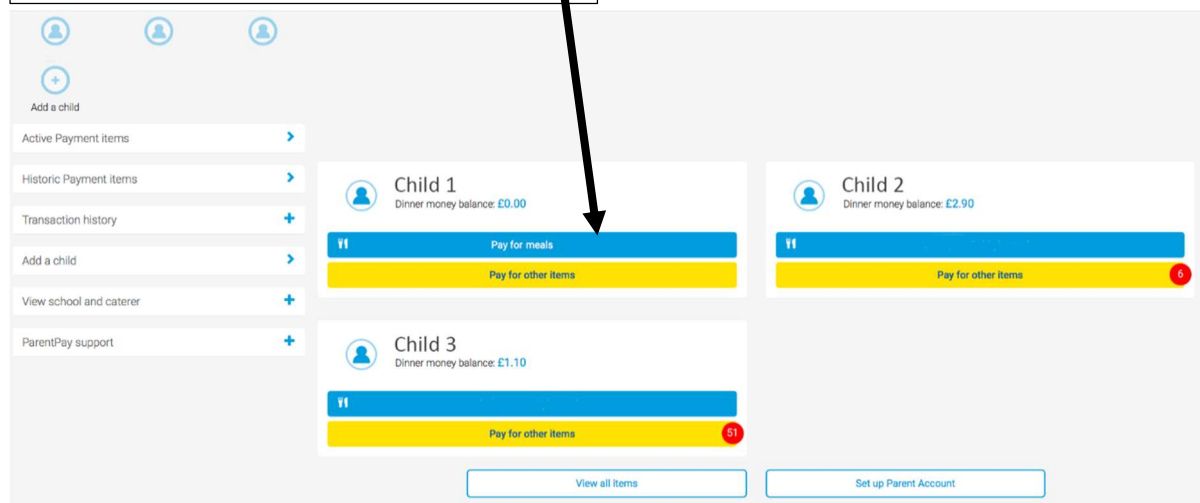 Add a child
Active Payment items
Historic Payment items
Transaction history
Add a child
View school and caterer
ParentPay support
Child 1
Dinner money balance: £0.00
Pay for meals
Pay for other items
Child 2
Dinner money balance: £2.90
Pay for other items
6
Child 3
Dinner money balance: £1.10
Pay for other items
51
View all items
Set up Parent Account